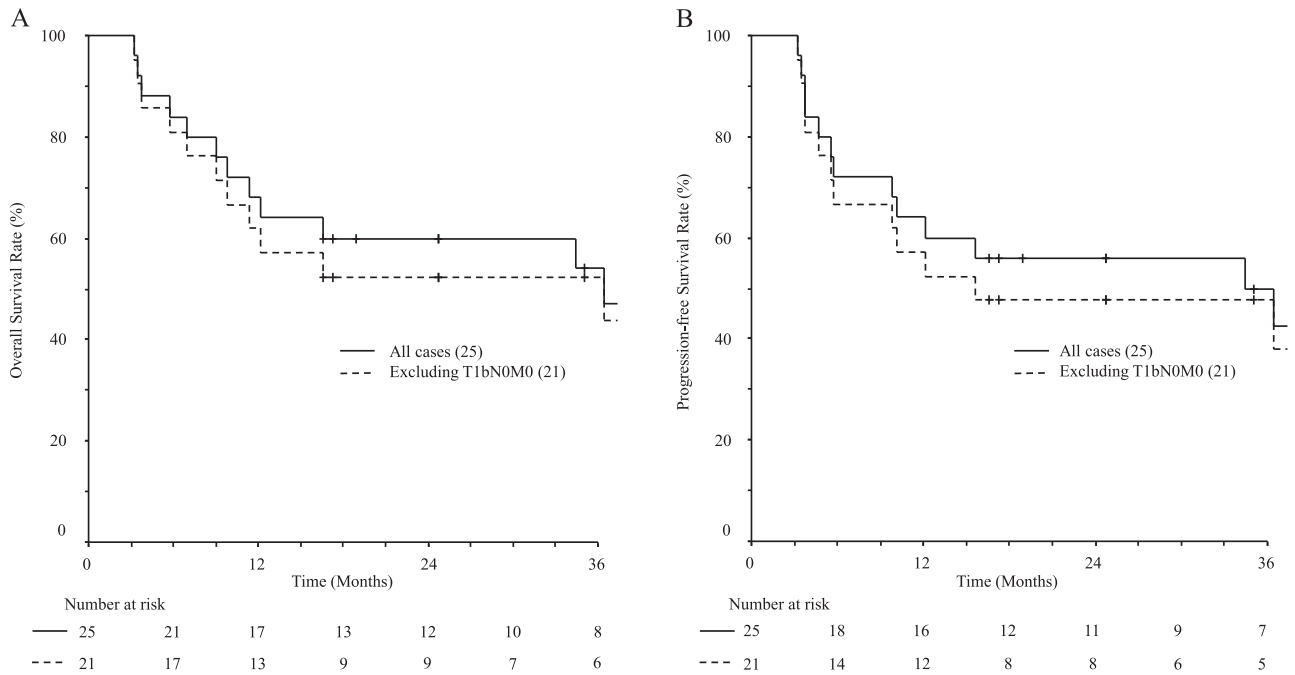 A
Overall Survival Rate (%)
100
80
60
40
20
0
All cases (25)
Excluding T1bN0M0 (21)
0 12 24 36
Time (Months)
Number at risk
25 21 17 13 12 10 8
21 17 13 9 9 7 6
B
Progression-free Survival Rate (%)
100
80
60
40
20
0
All cases (25)
Excluding T1bN0M0 (21)
0 12 24 36
Time (Months)
Number at risk
25 18 16 12 11 9 7
21 14 12 8 8 6 5